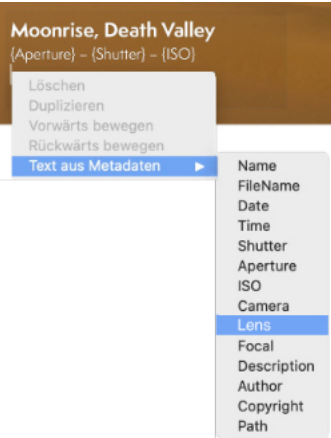 Moonrise, Death Valley
{Aperture} – {Shutter} – {ISO}
Löschen
Duplizieren
Vorwärts bewegen
Rückwärts bewegen
Text aus Metadaten
Name
FileName
Date
Time
Shutter
Aperture
ISO
Camera
Lens
Focal
Description
Author
Copyright
Path